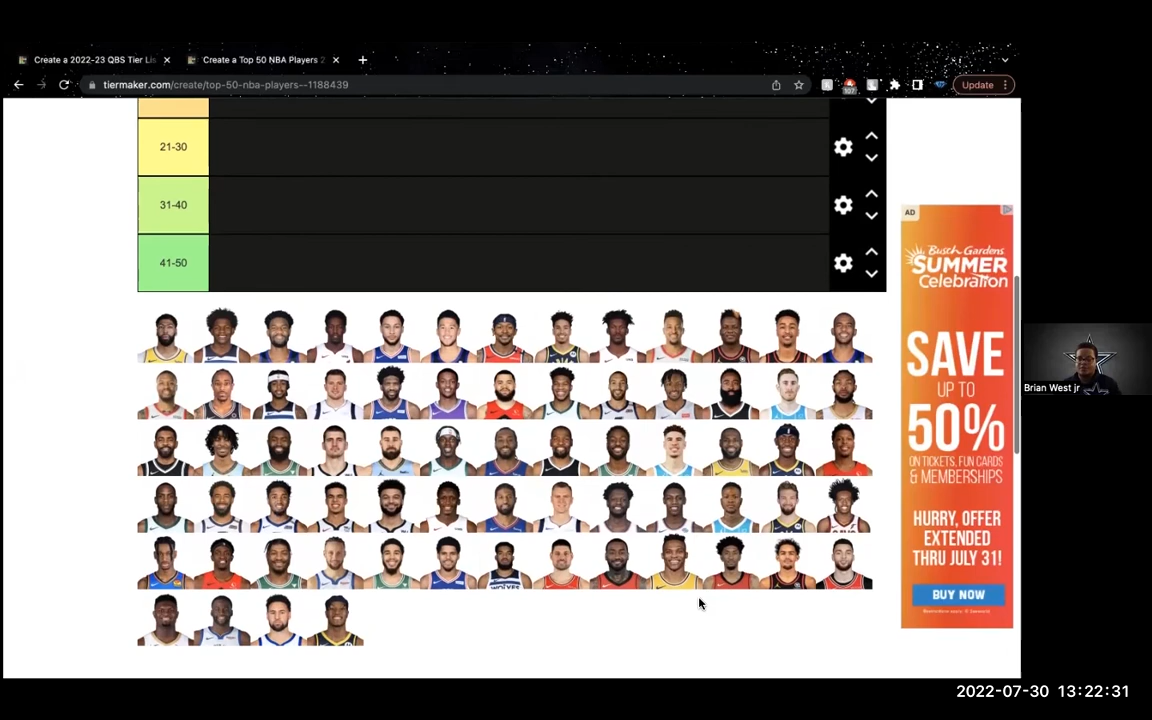 Create a 2022-23 QBS Tier Lis
Create a Top 50 NBA Players 2
tiermaker.com/create/top-50-nba-players--1188439
107
Update
21-30
31-40
41-50
AD
Busch Gardens
SUMMER
Celebration
SAVE
UP TO
50%
ON TICKETS, FUN CARDS
& MEMBERSHIPS
HURRY, OFFER
EXTENDED
THRU JULY 31!
BUY NOW
Brian West jr
WOLVES
2022-07-30 13:22:31